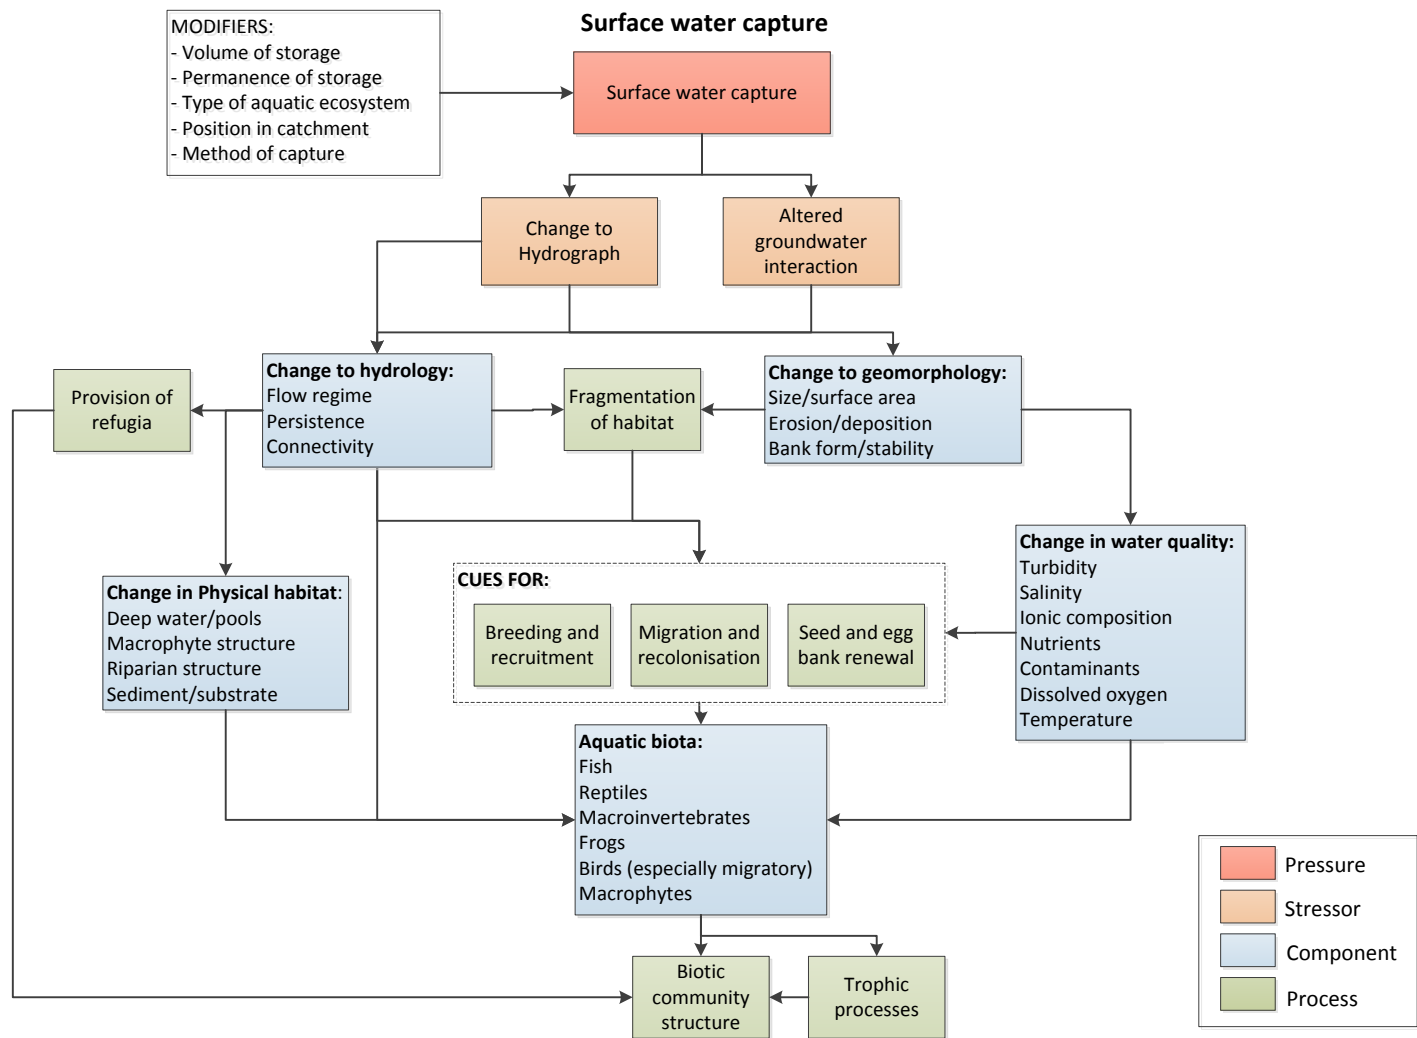 Surface water capture
MODIFIERS:
- Volume of storage
- Permanence of storage
- Type of aquatic ecosystem
- Position in catchment
- Method of capture
Surface water capture
Change to
Hydrograph
Altered
groundwater
interaction
Provision of
refugia
Change to hydrology:
Flow regime
Persistence
Connectivity
Fragmentation
of habitat
Change to geomorphology:
Size/surface area
Erosion/deposition
Bank form/stability
Change in Physical habitat:
Deep water/pools
Macrophyte structure
Riparian structure
Sediment/substrate
CUES FOR:
Breeding and
recruitment
Migration and
recolonisation
Seed and egg
bank renewal
Change in water quality:
Turbidity
Salinity
Ionic composition
Nutrients
Contaminants
Dissolved oxygen
Temperature
Aquatic biota:
Fish
Reptiles
Macroinvertebrates
Frogs
Birds (especially migratory)
Macrophytes
Biotic
community
structure
Trophic
processes
Pressure
Stressor
Component
Process